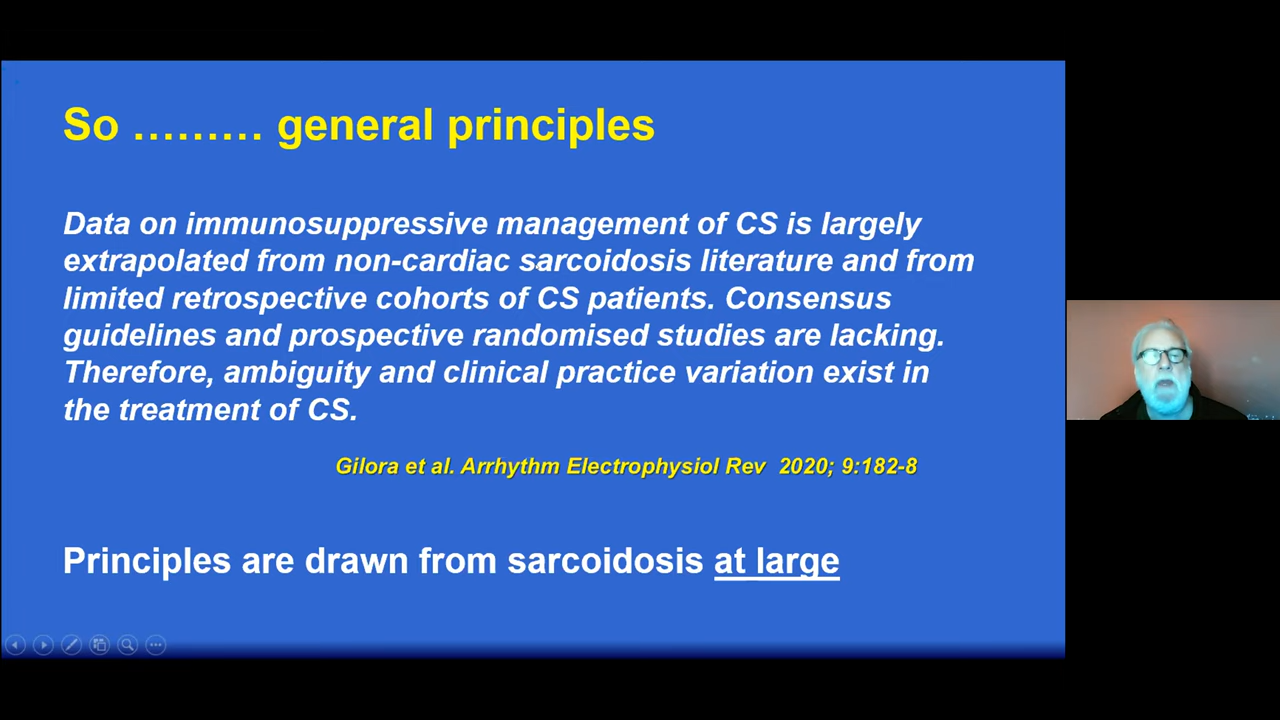 So ……… general principles
Data on immunosuppressive management of CS is largely
extrapolated from non-cardiac sarcoidosis literature and from
limited retrospective cohorts of CS patients. Consensus
guidelines and prospective randomised studies are lacking.
Therefore, ambiguity and clinical practice variation exist in
the treatment of CS.
Gilora et al. Arrhythm Electrophysiol Rev 2020; 9:182-8
Principles are drawn from sarcoidosis at large